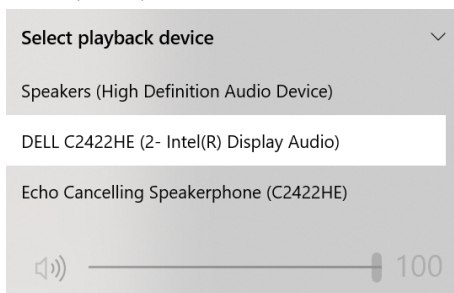 Select playback device
Speakers (High Definition Audio Device)
DELL C2422HE (2- Intel(R) Display Audio)
Echo Cancelling Speakerphone (C2422HE)
100